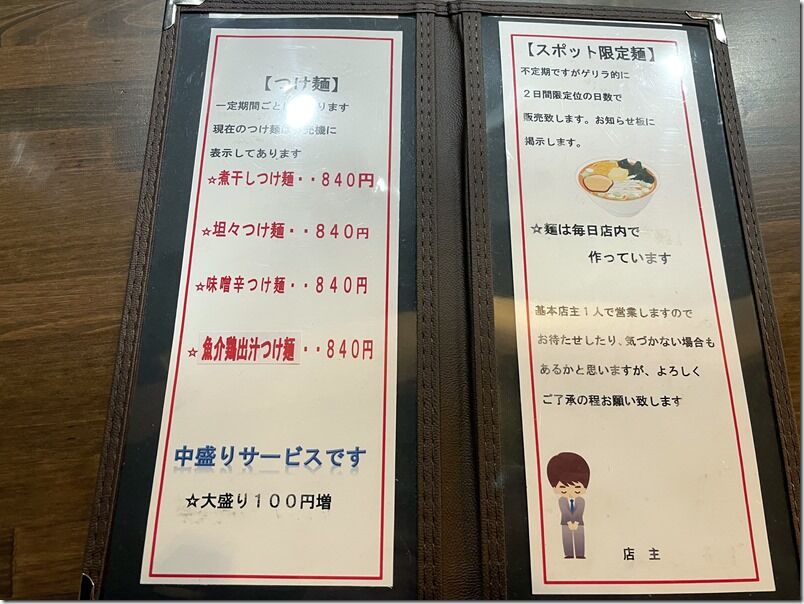 【つけ麺】
一定期間ごとに ります
現在のつけ麺は 売機に
表示してあります
☆煮干しつけ麺・・840円
☆坦々つけ麺・・840円
☆味噌辛つけ麺・・840円
☆魚介鶏出汁つけ麺・・840円
中盛りサービスです
☆大盛り100円増
【スポット限定麺】
不定期ですがゲリラ的に
2日間限定位の日数で
販売致します。お知らせ板に
掲示します。
☆麺は毎日店内で
作っています
基本店主1人で営業しますので
お待たせしたり、気づかない場合も
あるかと思いますが、よろしく
ご了承の程お願い致します
店 主